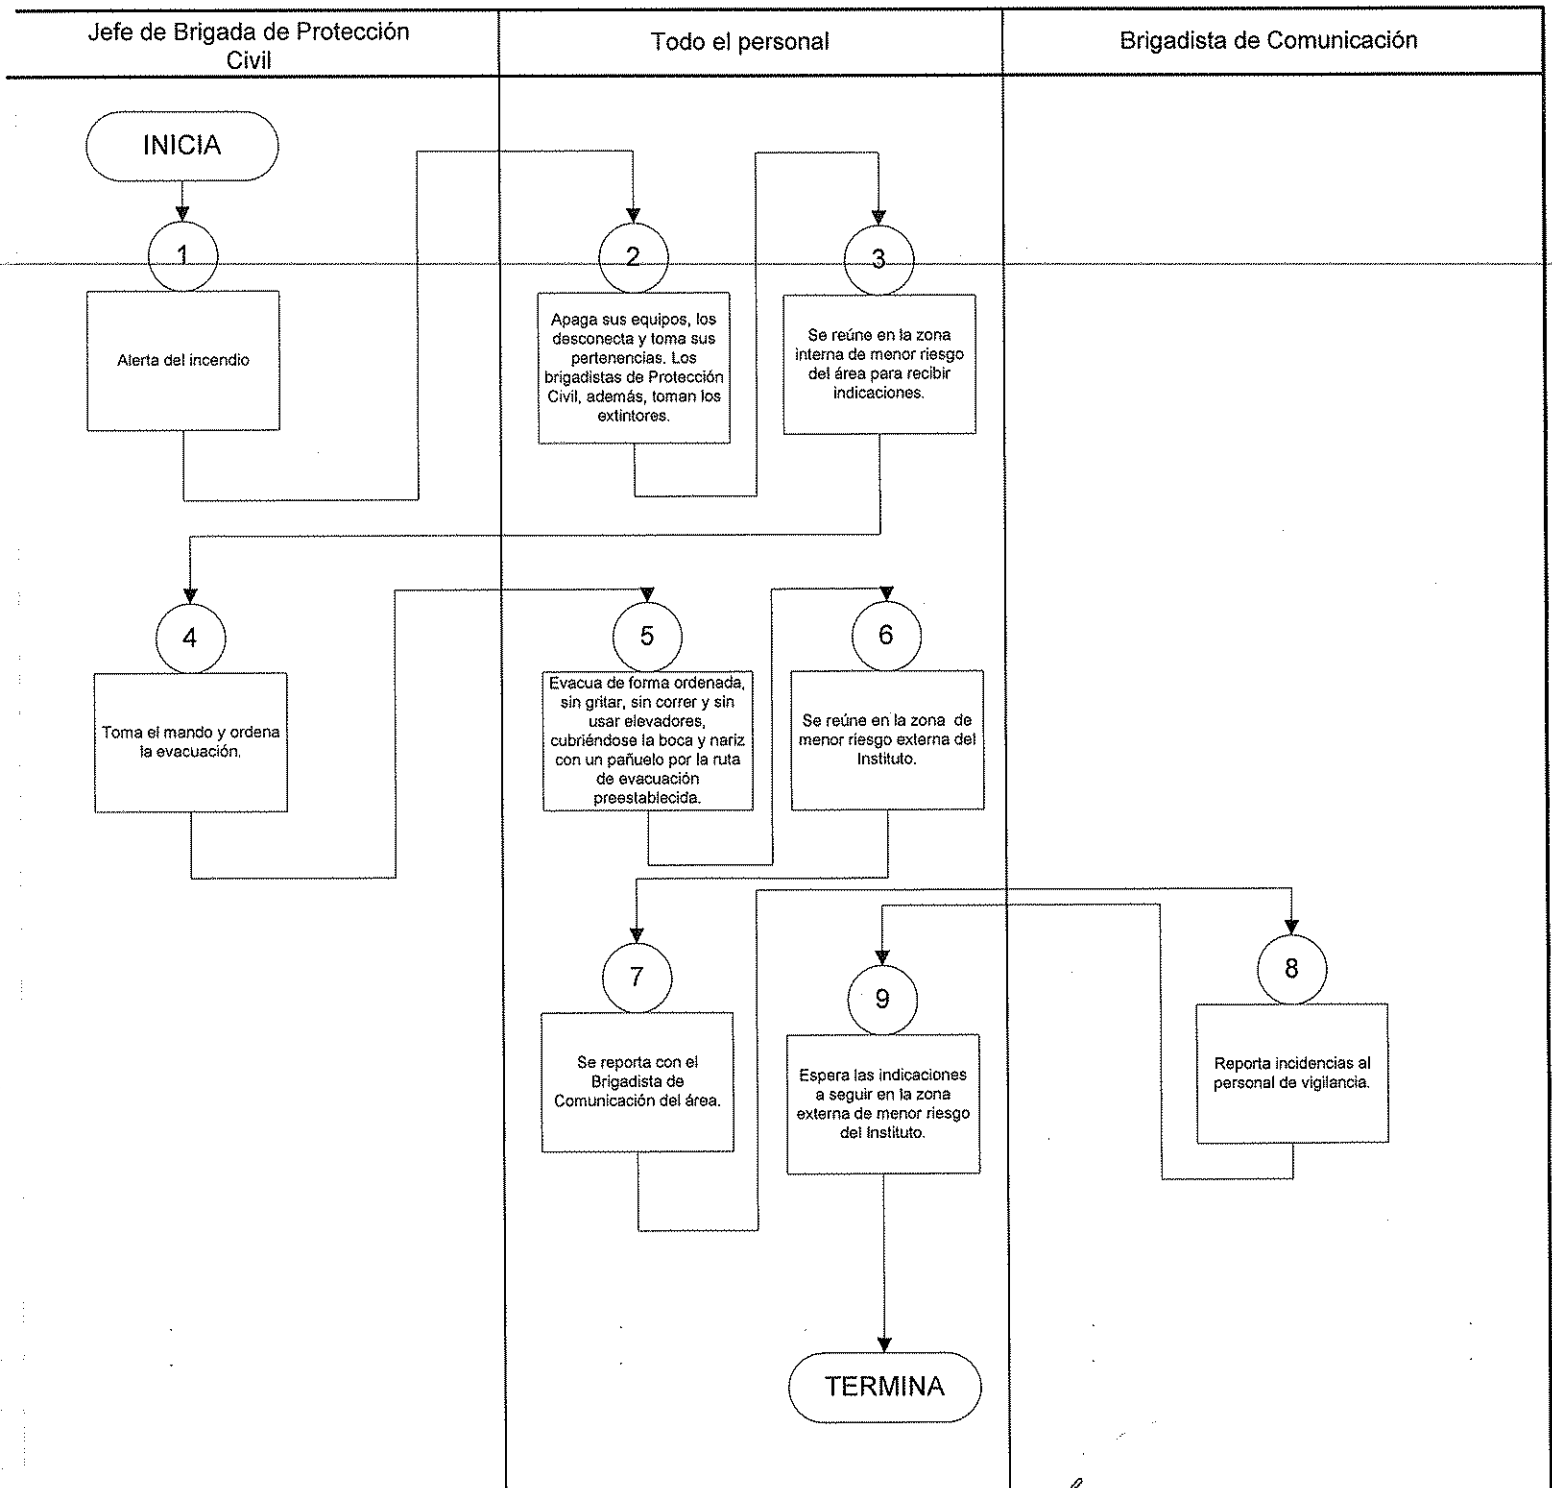 Jefe de Brigada de Protección
Civil
Todo el personal
Brigadista de Comunicación
INICIA
1
Alerta del incendio
2
Apaga sus equipos, los
desconecta y toma sus
pertenencias. Los
brigadistas de Protección
Civil, además, toman los
extintores.
3
Se reúne en la zona
interna de menor riesgo
del área para recibir
indicaciones.
4
Toma el mando y ordena
la evacuación.
5
Evacua de forma ordenada,
sin gritar, sin correr y sin
usar elevadores,
cubriéndose la boca y nariz
con un pañuelo por la ruta
de evacuación
preestablecida.
6
Se reúne en la zona de
menor riesgo externa del
Instituto.
7
Se reporta con el
Brigadista de
Comunicación del área.
8
Reporta incidencias al
personal de vigilancia.
9
Espera las indicaciones
a seguir en la zona
externa de menor riesgo
del Instituto.
TERMINA